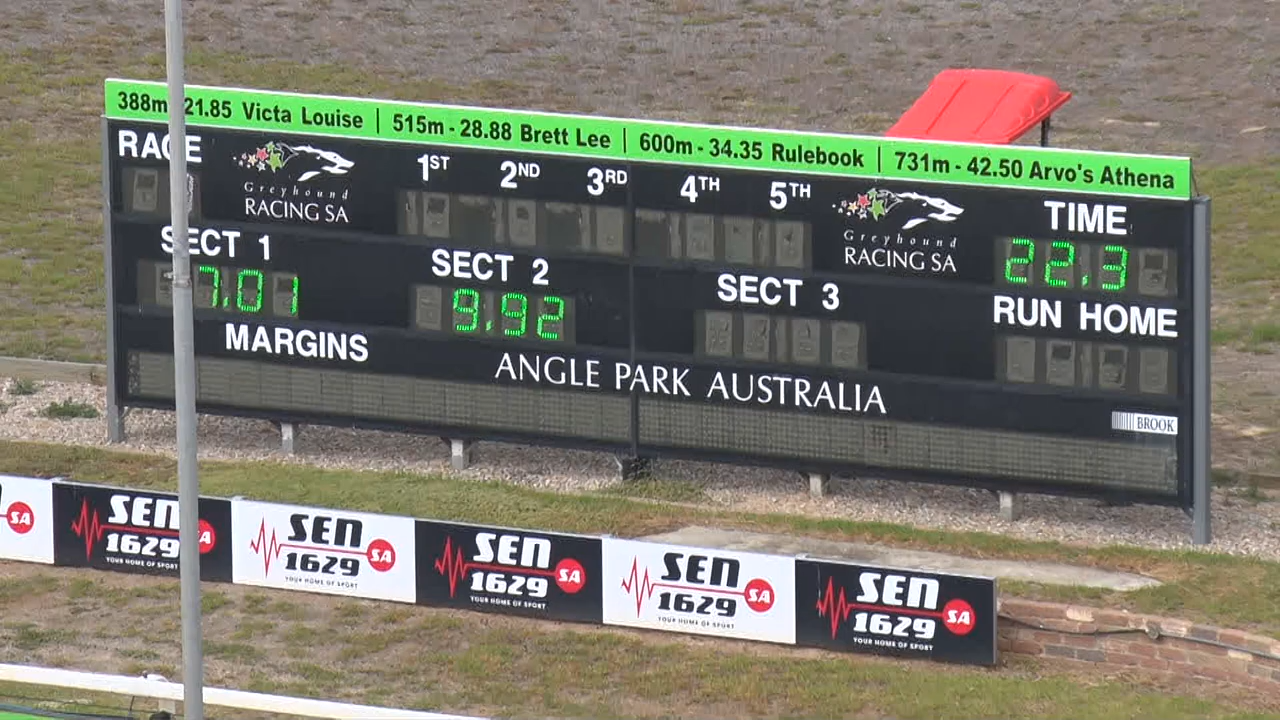 388m 21.85 Victa Louise | 515m - 28.88 Brett Lee | 600m - 34.35 Rulebook | 731m - 42.50 Arvo's Athena
RACE
Greyhound
RACING SA
1ST 2ND 3RD 4TH 5TH
Greyhound
RACING SA
TIME
22.3
SECT 1
7.01
SECT 2
9.92
SECT 3
RUN HOME
MARGINS
ANGLE PARK AUSTRALIA
BROOK
SA
SEN
1629
SA
YOUR HOME OF SPORT
SEN
1629
SA
YOUR HOME OF SPORT
SEN
1629
SA
YOUR HOME OF SPORT
SEN
1629
SA
YOUR HOME OF SPORT
SEN
1629
SA
YOUR HOME OF SPORT